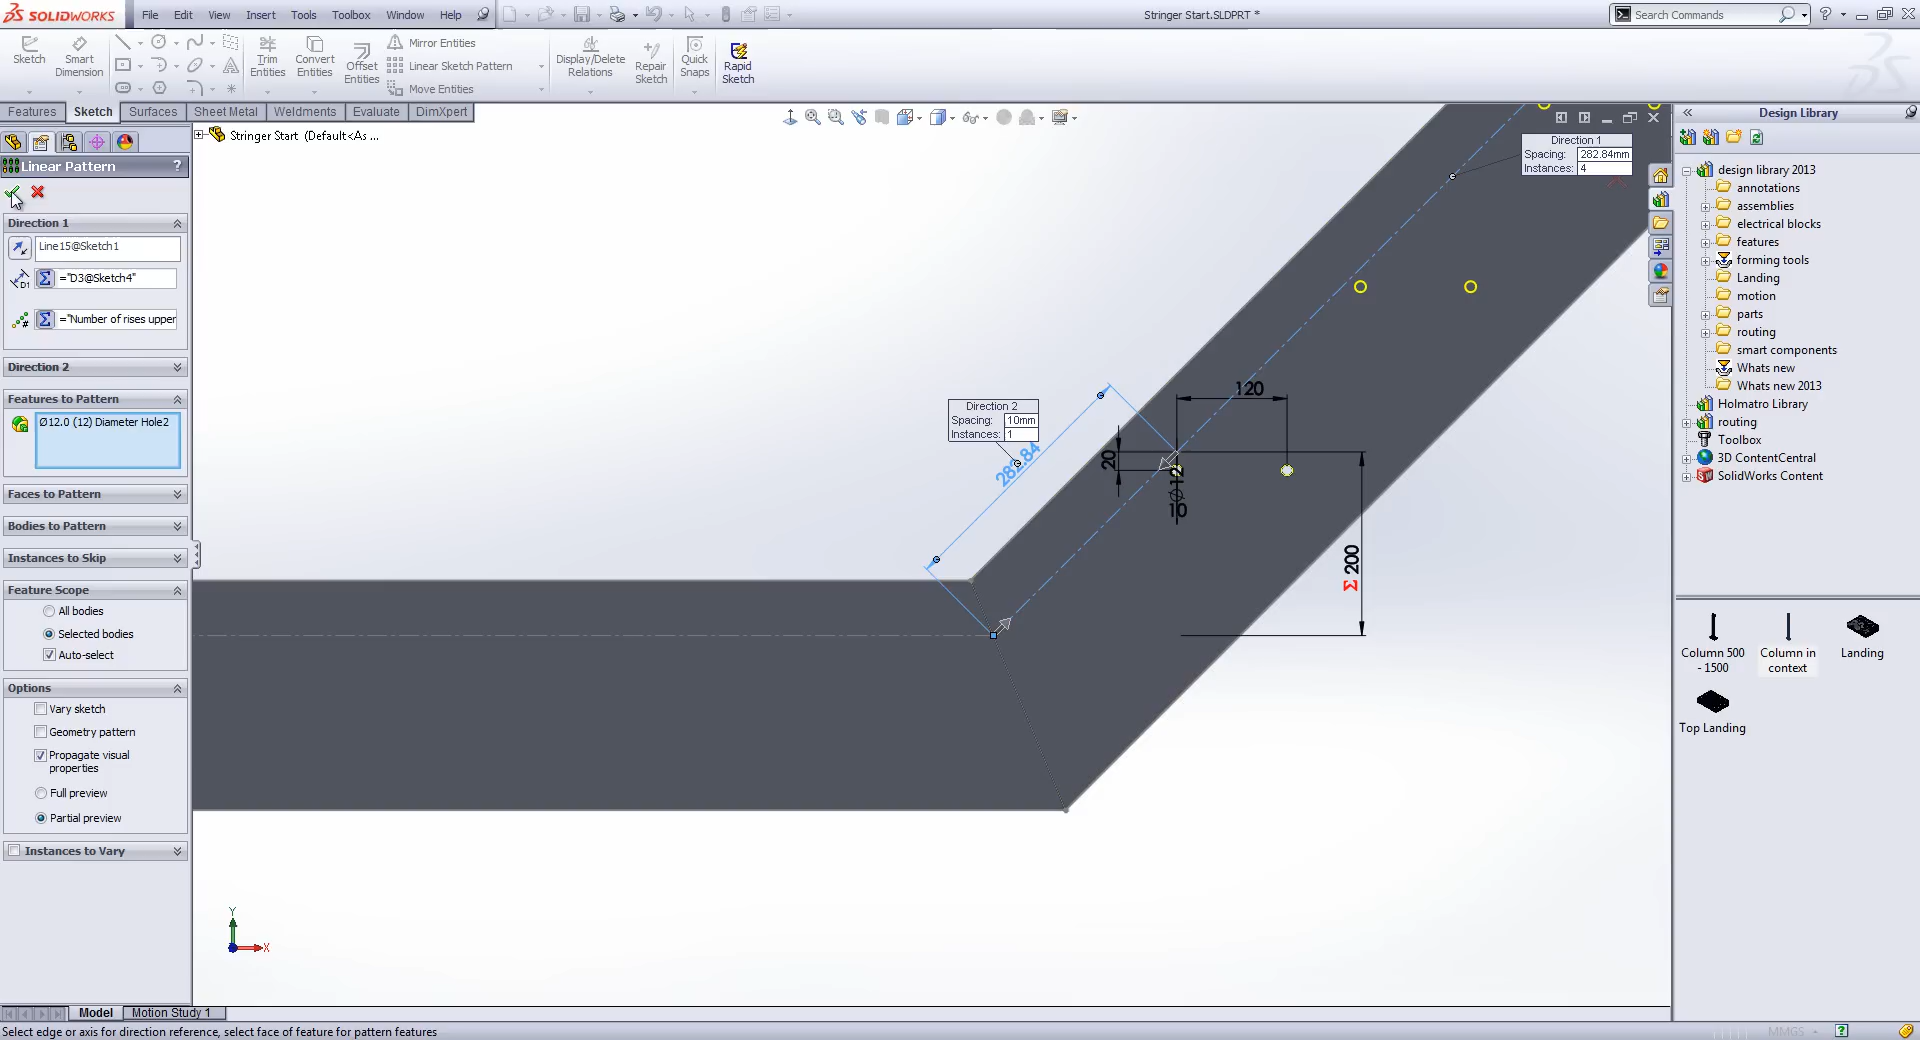 SOLIDWORKS File Edit View Insert Tools Toolbox Window Help Stringer Start.SLDPRT * Search Commands
Sketch Smart Dimension Trim Entities Convert Entities Offset Entities Mirror Entities Linear Sketch Pattern Move Entities Display/Delete Relations Repair Sketch Quick Snaps Rapid Sketch
Features Sketch Surfaces Sheet Metal Weldments Evaluate DimXpert
Stringer Start (Default<As ...
Linear Pattern ?
Direction 1
Line15@Sketch1
="D3@Sketch4"
="Number of rises upper
Direction 2
Features to Pattern
Ø12.0 (12) Diameter Hole2
Faces to Pattern
Bodies to Pattern
Instances to Skip
Feature Scope
All bodies
Selected bodies
Auto-select
Options
Vary sketch
Geometry pattern
Propagate visual
properties
Full preview
Partial preview
Instances to Vary
Direction 1
Spacing: 282.84mm
Instances: 4
Direction 2
Spacing: 10mm
Instances: 1
282.84
120
20
Ø12
10
Σ 200
Y
X
Design Library
design library 2013
annotations
assemblies
electrical blocks
features
forming tools
Landing
motion
parts
routing
smart components
Whats new
Whats new 2013
Holmatro Library
routing
Toolbox
3D ContentCentral
SolidWorks Content
Column 500
- 1500
Column in
context
Landing
Top Landing
Model Motion Study 1
Select edge or axis for direction reference, select face of feature for pattern features
MMGS